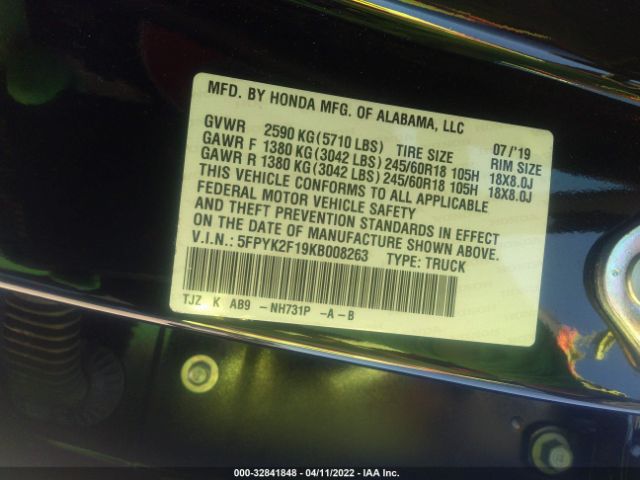 MFD. BY HONDA MFG. OF ALABAMA, LLC
07/'19
GVWR 2590 KG (5710 LBS) TIRE SIZE RIM SIZE
GAWR F 1380 KG (3042 LBS) 245/60R18 105H 18X8.0J
GAWR R 1380 KG (3042 LBS) 245/60R18 105H 18X8.0J
THIS VEHICLE CONFORMS TO ALL APPLICABLE
FEDERAL MOTOR VEHICLE SAFETY
AND THEFT PREVENTION STANDARDS IN EFFECT
ON THE DATE OF MANUFACTURE SHOWN ABOVE.
V.I.N.: 5FPYK2F19KB008263 TYPE: TRUCK
TJZ K AB9 -NH731P -A-B
000-32841848 - 04/11/2022 - IAA Inc.